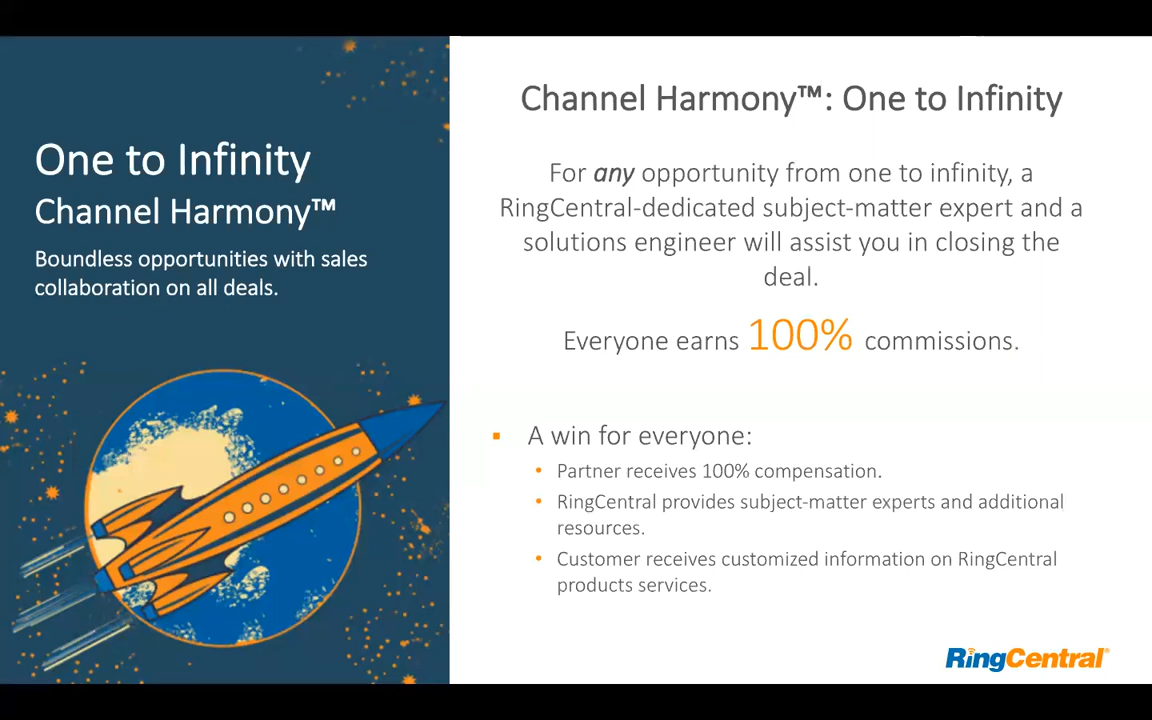 One to Infinity
Channel Harmony™
Boundless opportunities with sales
collaboration on all deals.
Channel Harmony™: One to Infinity
For any opportunity from one to infinity, a
RingCentral-dedicated subject-matter expert and a
solutions engineer will assist you in closing the
deal.
Everyone earns 100% commissions.
▪ A win for everyone:
• Partner receives 100% compensation.
• RingCentral provides subject-matter experts and additional
resources.
• Customer receives customized information on RingCentral
products services.
RingCentral®